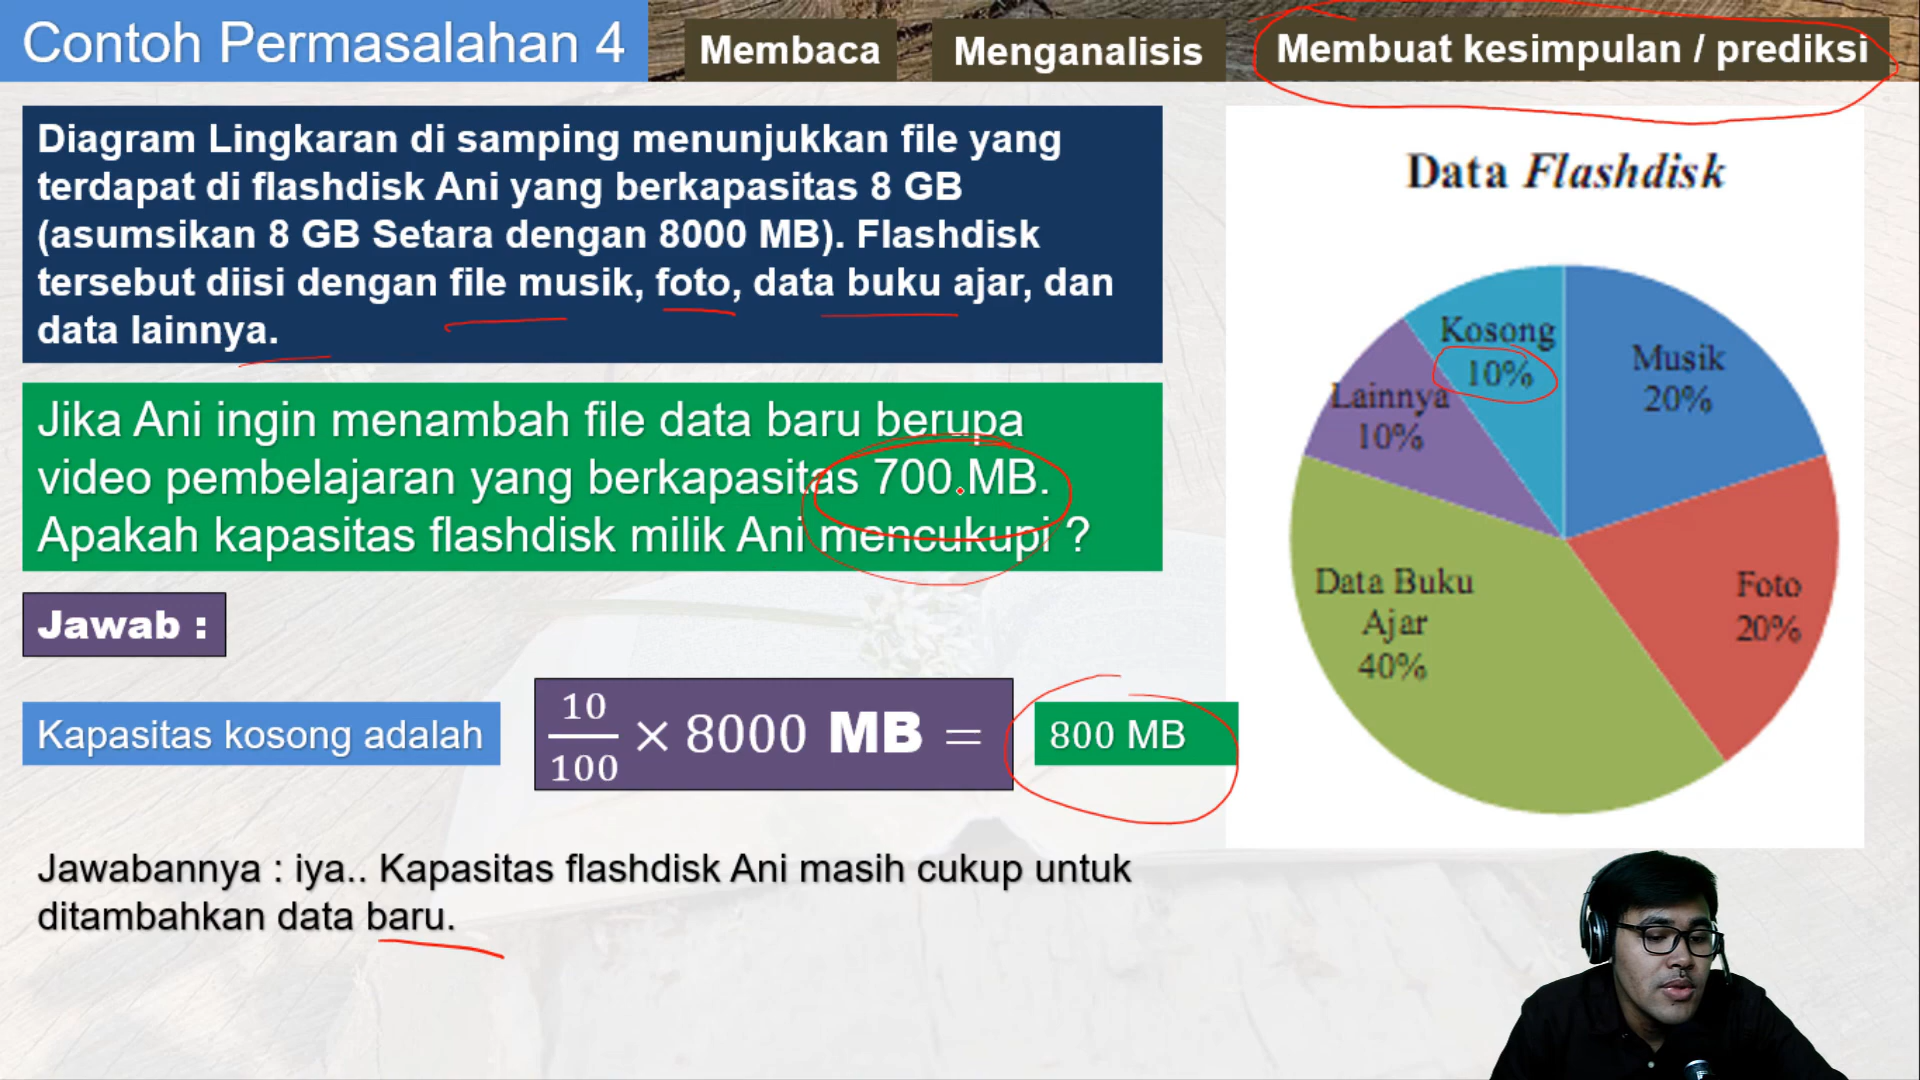 Contoh Permasalahan 4
Membaca
Menganalisis
Membuat kesimpulan / prediksi
Diagram Lingkaran di samping menunjukkan file yang
terdapat di flashdisk Ani yang berkapasitas 8 GB
(asumsikan 8 GB Setara dengan 8000 MB). Flashdisk
tersebut diisi dengan file musik, foto, data buku ajar, dan
data lainnya.
Jika Ani ingin menambah file data baru berupa
video pembelajaran yang berkapasitas 700 MB.
Apakah kapasitas flashdisk milik Ani mencukupi ?
Jawab :
Kapasitas kosong adalah
10
100
× 8000 MB =
800 MB
Jawabannya : iya.. Kapasitas flashdisk Ani masih cukup untuk
ditambahkan data baru.
Data Flashdisk
Kosong
10%
Musik
20%
Lainnya
10%
Foto
20%
Data Buku
Ajar
40%